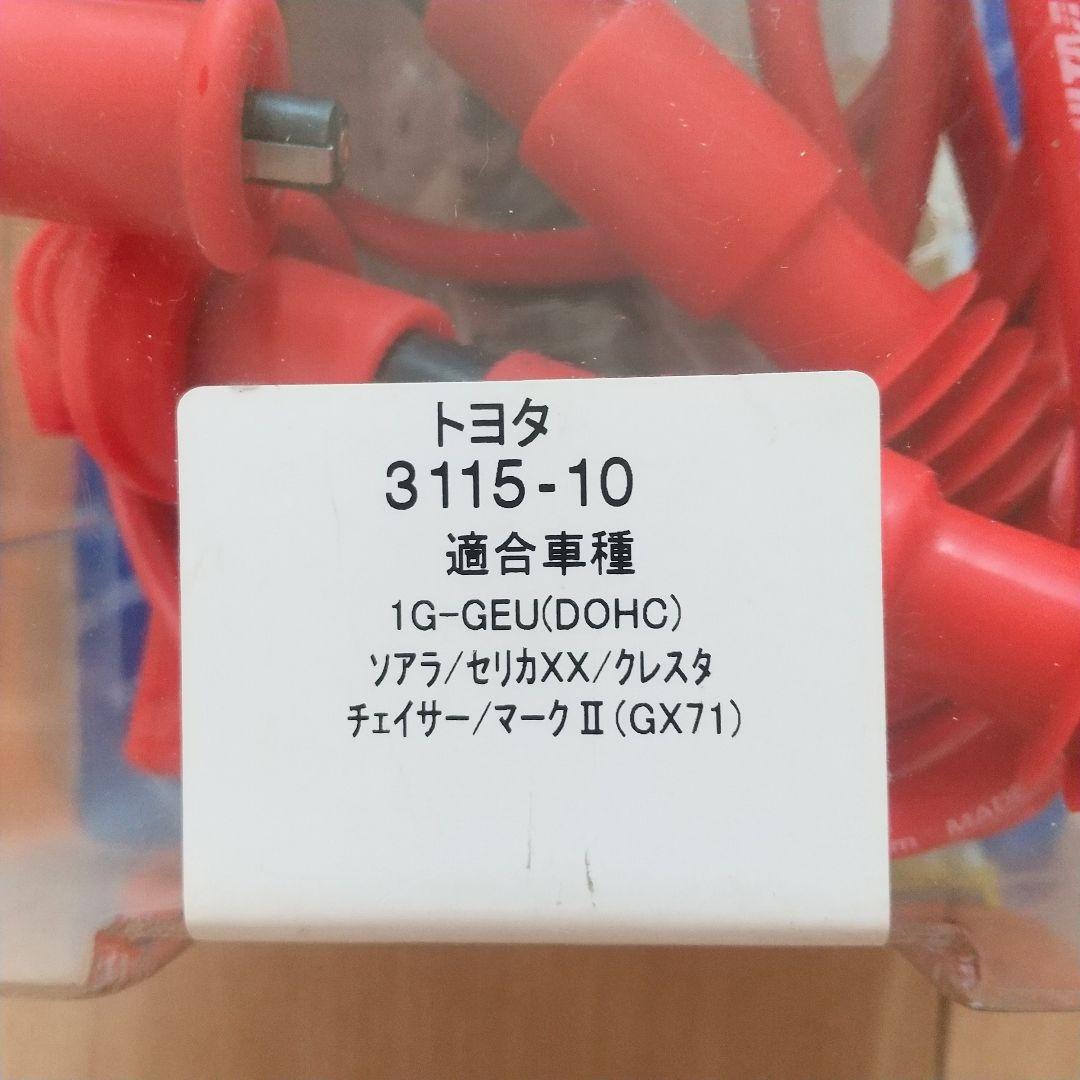 トヨタ
3115-10
適合車種
1G-GEU(DOHC)
ソアラ/セリカXX/クレスタ
チェイサー/マークⅡ(GX71)
m - MADE